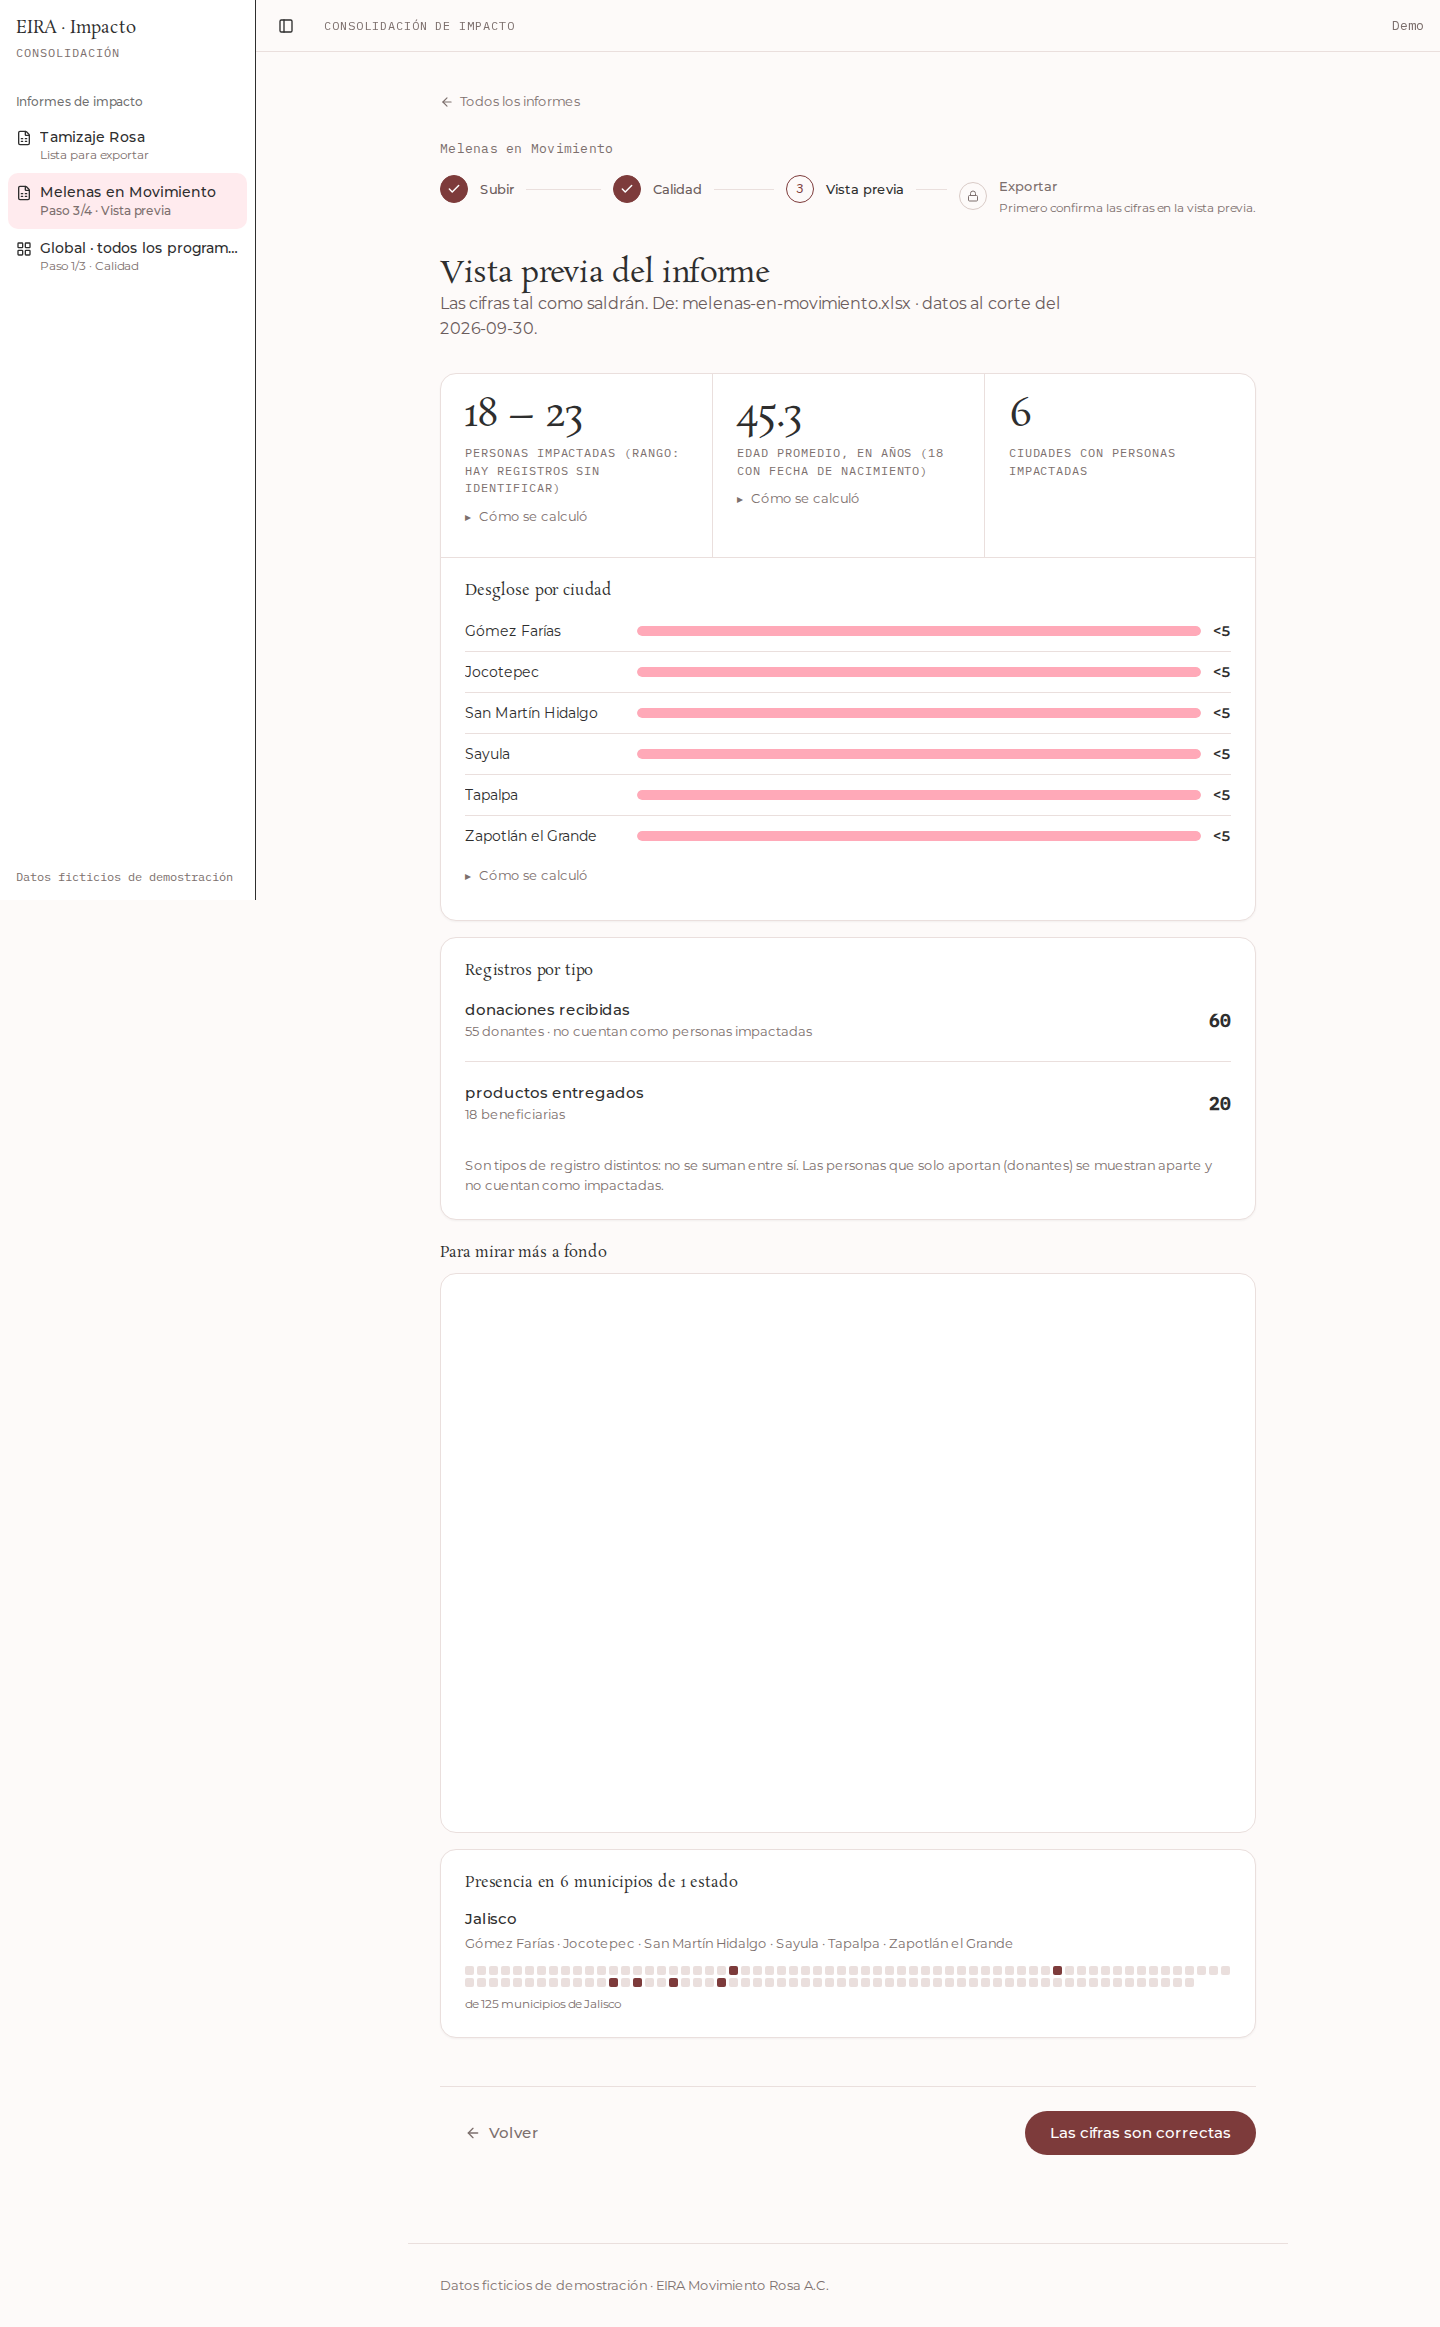 EIRA · Impacto
CONSOLIDACIÓN
Informes de impacto
Tamizaje Rosa
Lista para exportar
Melenas en Movimiento
Paso 3/4 · Vista previa
Global · todos los program...
Paso 1/3 · Calidad
Datos ficticios de demostración
CONSOLIDACIÓN DE IMPACTO
Demo
Todos los informes
Melenas en Movimiento
Subir
Calidad
3 Vista previa
Exportar
Primero confirma las cifras en la vista previa.
Vista previa del informe
Las cifras tal como saldrán. De: melenas-en-movimiento.xlsx · datos al corte del
2026-09-30.
18 – 23
PERSONAS IMPACTADAS (RANGO:
HAY REGISTROS SIN
IDENTIFICAR)
Cómo se calculó
45.3
EDAD PROMEDIO, EN AÑOS (18
CON FECHA DE NACIMIENTO)
Cómo se calculó
6
CIUDADES CON PERSONAS
IMPACTADAS
Desglose por ciudad
Gómez Farías <5
Jocotepec <5
San Martín Hidalgo <5
Sayula <5
Tapalpa <5
Zapotlán el Grande <5
Cómo se calculó
Registros por tipo
donaciones recibidas
55 donantes · no cuentan como personas impactadas
60
productos entregados
18 beneficiarias
20
Son tipos de registro distintos: no se suman entre sí. Las personas que solo aportan (donantes) se muestran aparte y
no cuentan como impactadas.
Para mirar más a fondo
Presencia en 6 municipios de 1 estado
Jalisco
Gómez Farías · Jocotepec · San Martín Hidalgo · Sayula · Tapalpa · Zapotlán el Grande
de 125 municipios de Jalisco
Volver
Las cifras son correctas
Datos ficticios de demostración · EIRA Movimiento Rosa A.C.